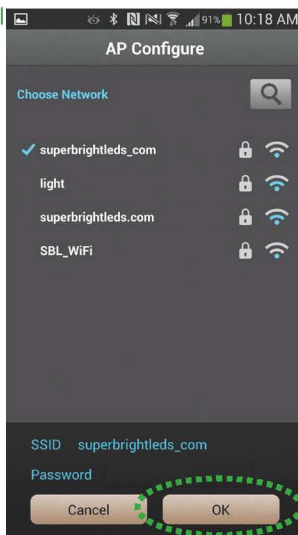 91% 10:18 AM
AP Configure
Choose Network
superbrightleds_com
light
superbrightleds.com
SBL_WiFi
SSID superbrightleds_com
Password
Cancel OK